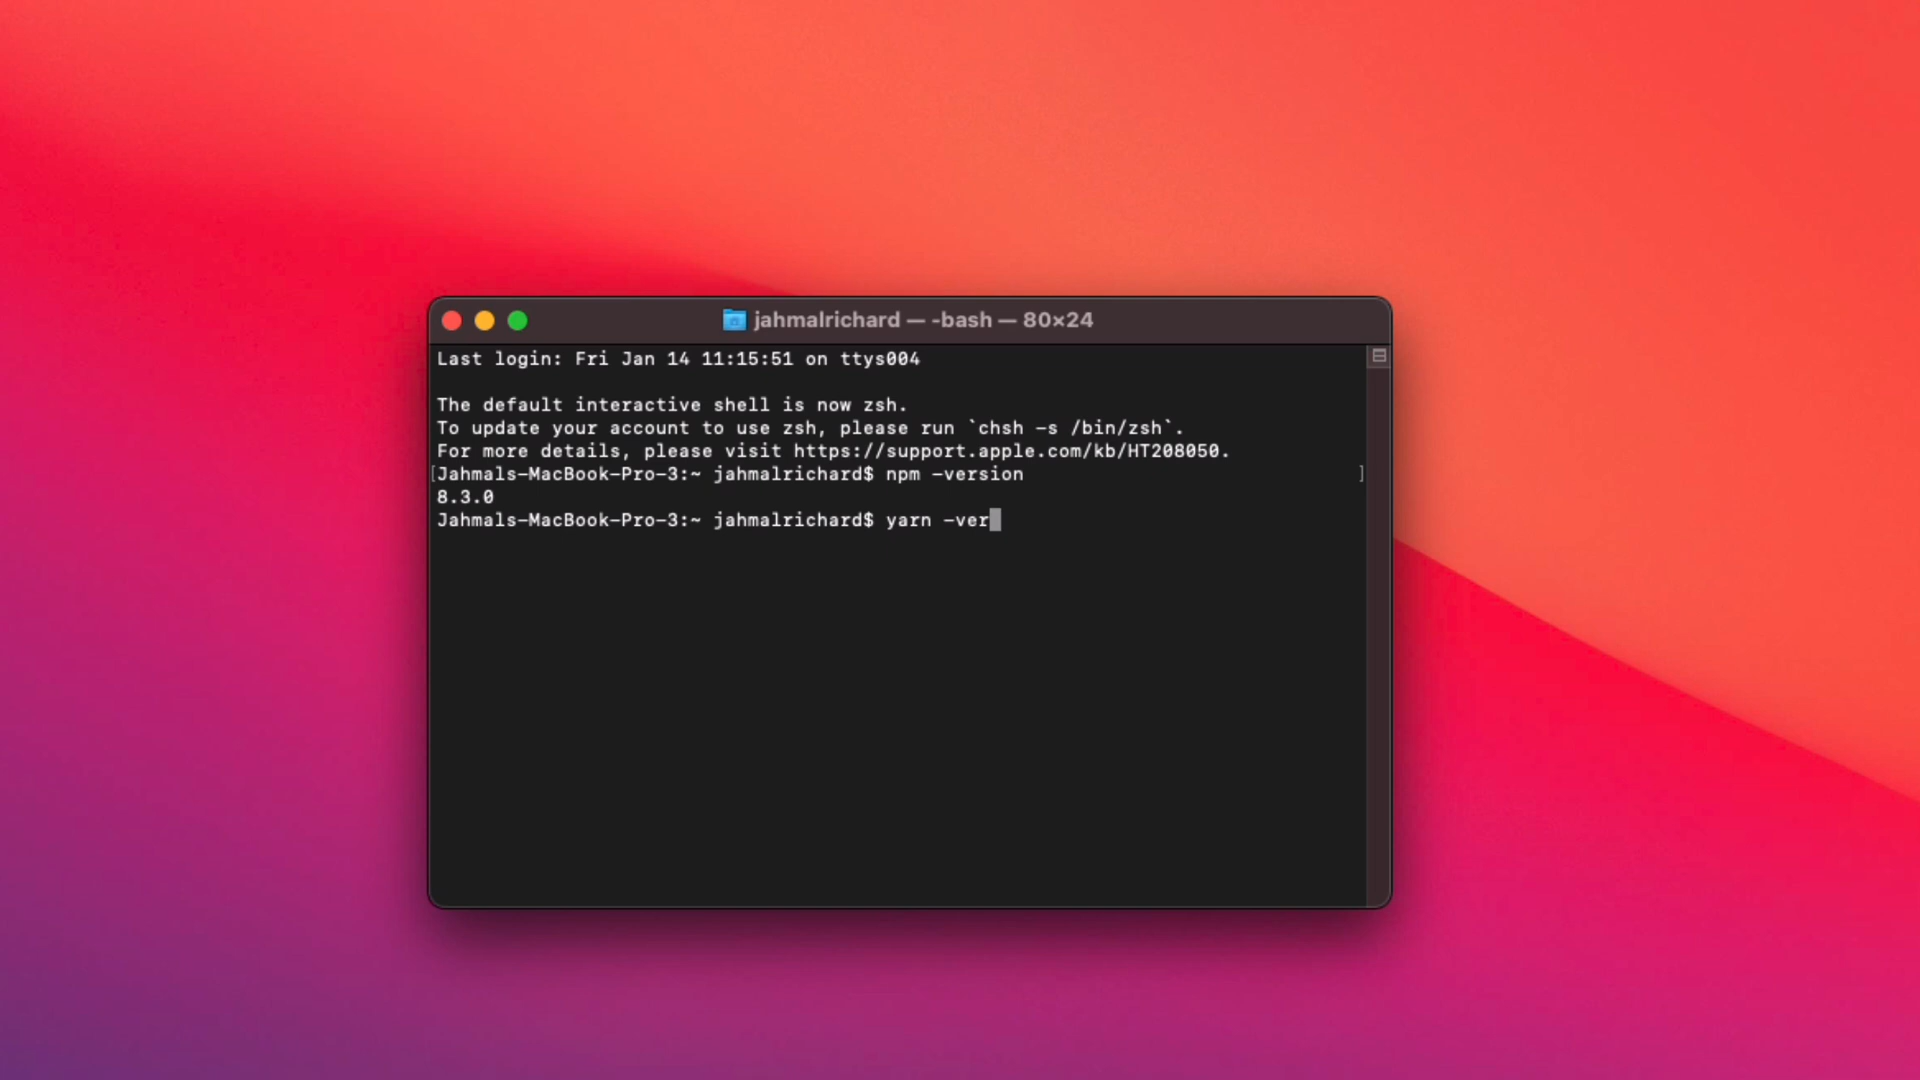 jahmalrichard — -bash — 80×24
Last login: Fri Jan 14 11:15:51 on ttys004
The default interactive shell is now zsh.
To update your account to use zsh, please run `chsh -s /bin/zsh`.
For more details, please visit https://support.apple.com/kb/HT208050.
[Jahmals-MacBook-Pro-3:~ jahmalrichard$ npm -version ]
8.3.0
Jahmals-MacBook-Pro-3:~ jahmalrichard$ yarn -ver